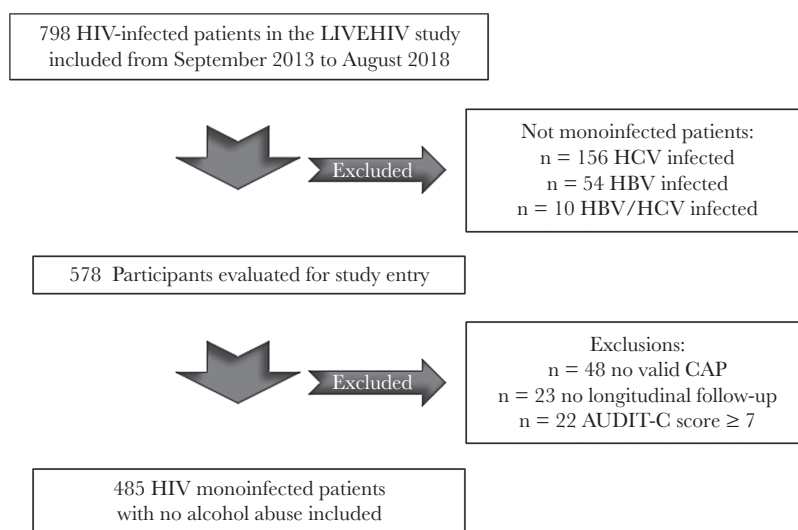 798 HIV-infected patients in the LIVEHIV study
included from September 2013 to August 2018
Excluded
Not monoinfected patients:
n = 156 HCV infected
n = 54 HBV infected
n = 10 HBV/HCV infected
578 Participants evaluated for study entry
Excluded
Exclusions:
n = 48 no valid CAP
n = 23 no longitudinal follow-up
n = 22 AUDIT-C score ≥ 7
485 HIV monoinfected patients
with no alcohol abuse included